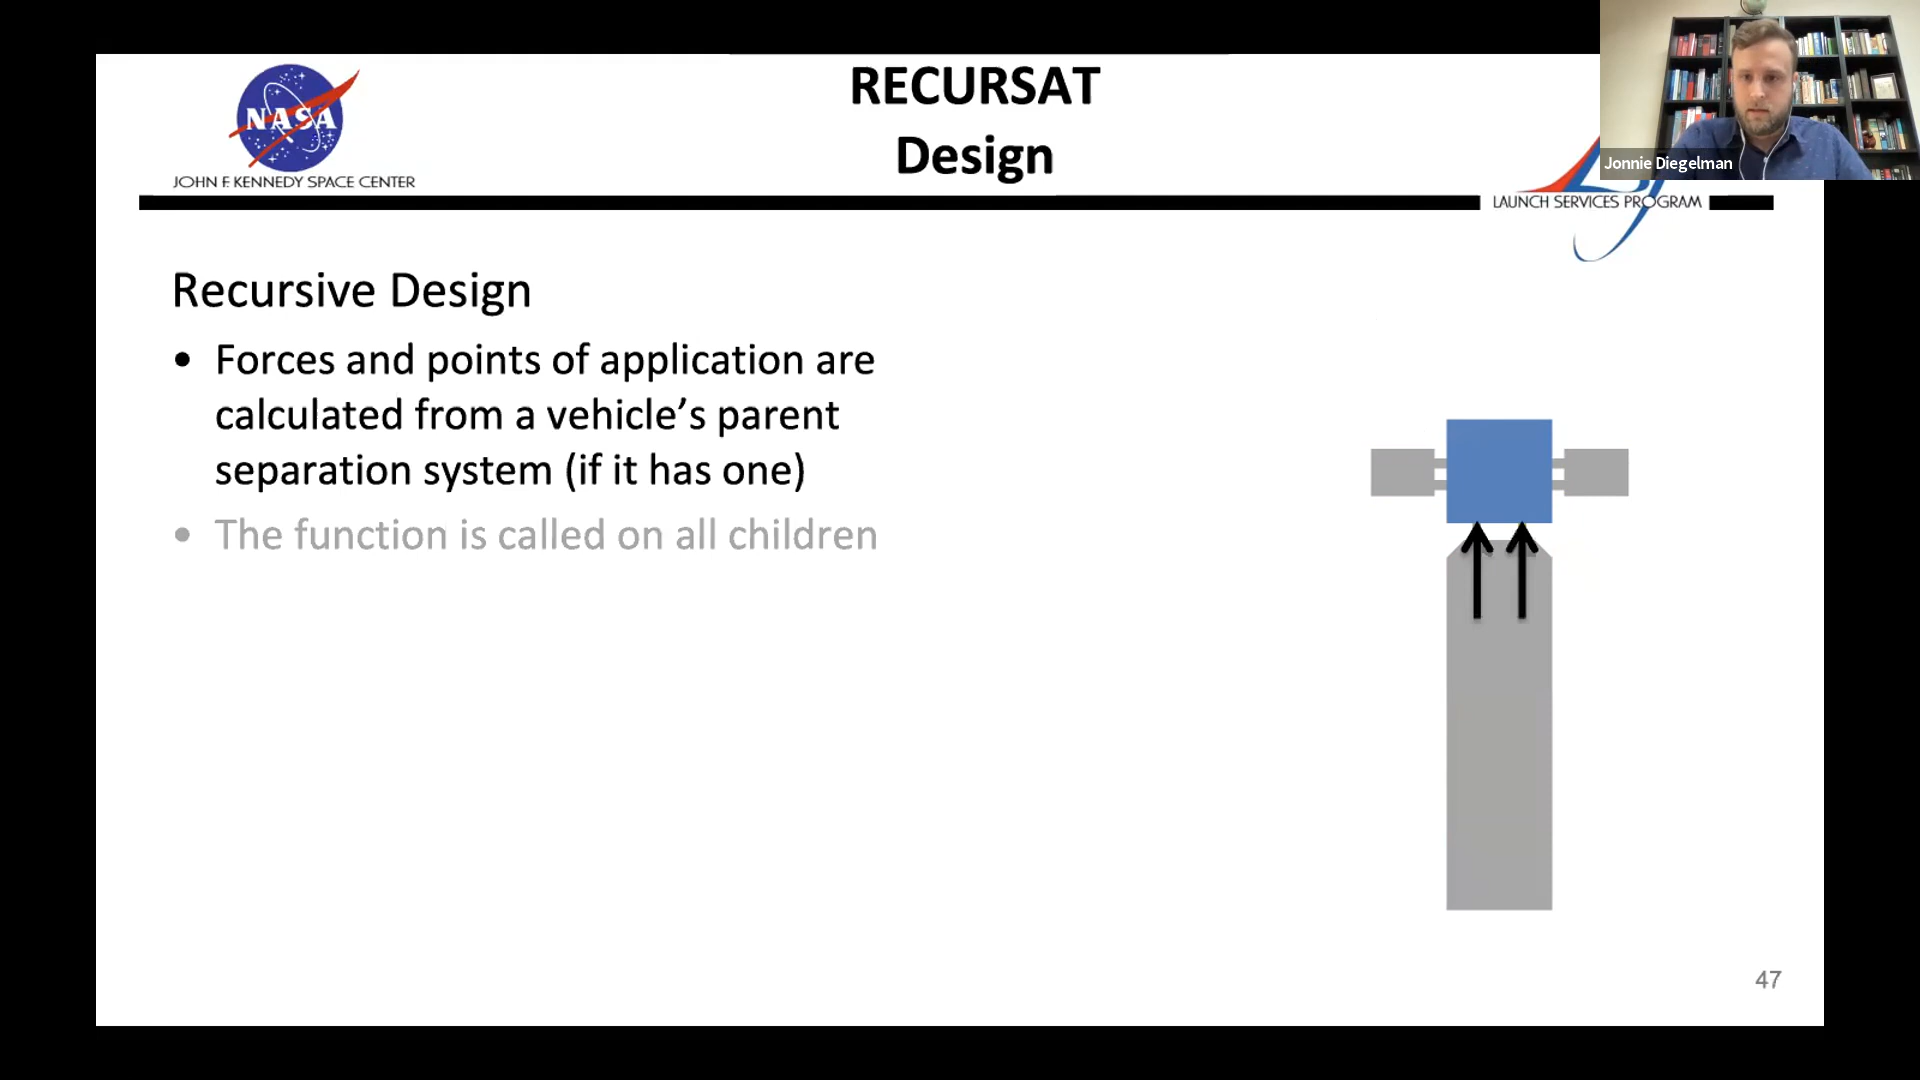 RECURSAT
Design
NASA
JOHN F. KENNEDY SPACE CENTER
Jonnie Diegelman
LAUNCH SERVICES PROGRAM
Recursive Design
• Forces and points of application are
calculated from a vehicle’s parent
separation system (if it has one)
• The function is called on all children
47